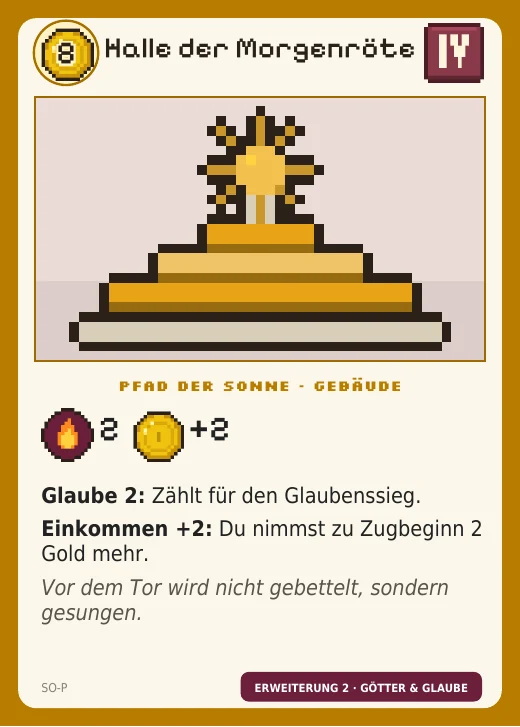 8 Halle der Morgenröte IV
PFAD DER SONNE · GEBÄUDE
2 +2
Glaube 2: Zählt für den Glaubenssieg.
Einkommen +2: Du nimmst zu Zugbeginn 2
Gold mehr.
Vor dem Tor wird nicht gebettelt, sondern
gesungen.
SO-P
ERWEITERUNG 2 · GÖTTER & GLAUBE